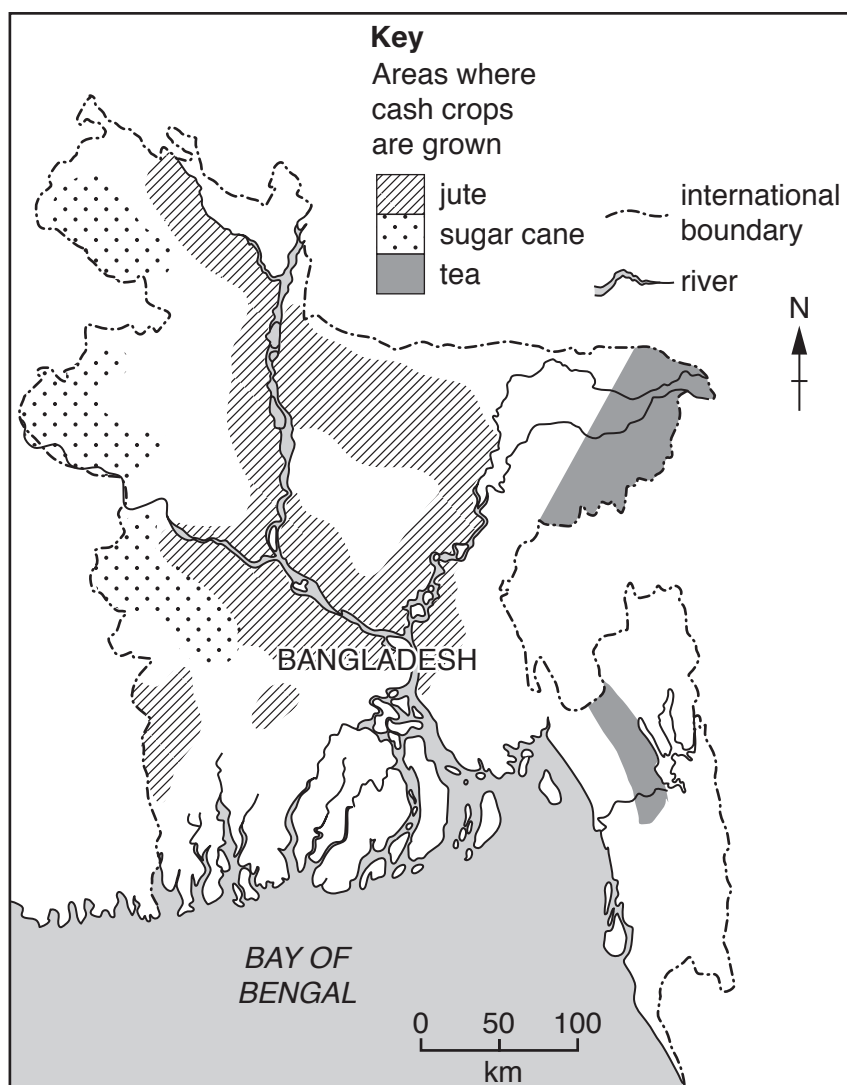 Key
Areas where
cash crops
are grown
jute
sugar cane
tea
international
boundary
river
N
BANGLADESH
BAY OF
BENGAL
0 50 100
km